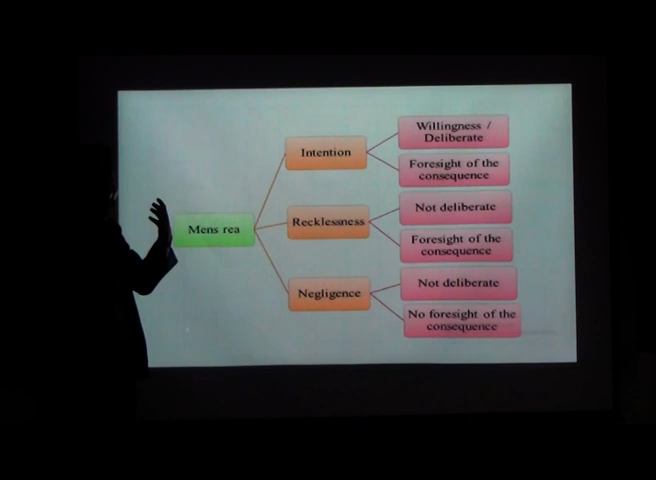 Mens rea
Intention
Willingness /
Deliberate
Foresight of the
consequence
Recklessness
Not deliberate
Foresight of the
consequence
Negligence
Not deliberate
No foresight of the
consequence